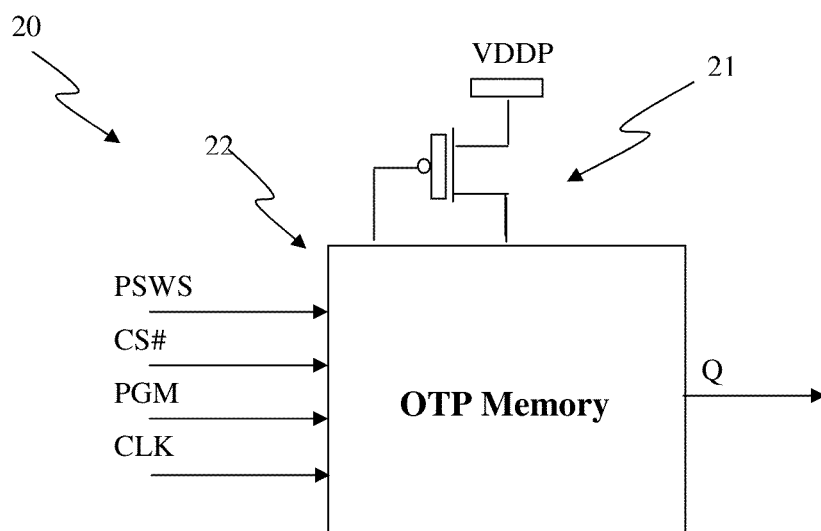 20
VDDP
21
22
PSWS
CS#
PGM
CLK
OTP Memory
Q